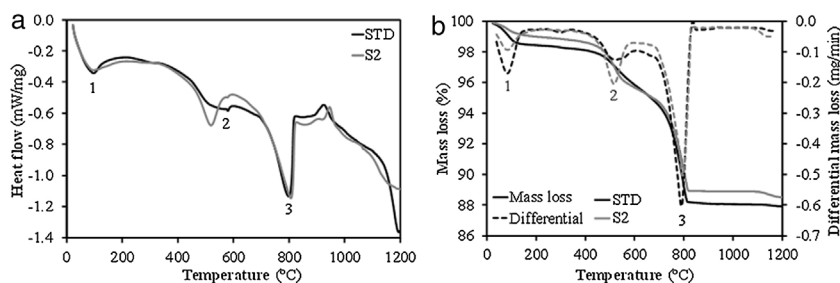 a
0.0
-0.2
-0.4
-0.6
-0.8
-1.0
-1.2
-1.4
Heat flow (mW/mg)
STD
S2
1
2
3
0 200 400 600 800 1000 1200
Temperature (°C)
b
100
98
96
94
92
90
88
86
Mass loss (%)
1
2
3
Mass loss STD
Differential S2
0 200 400 600 800 1000 1200
Temperature (°C)
0.0
-0.1
-0.2
-0.3
-0.4
-0.5
-0.6
-0.7
Differential mass loss (mg/min)